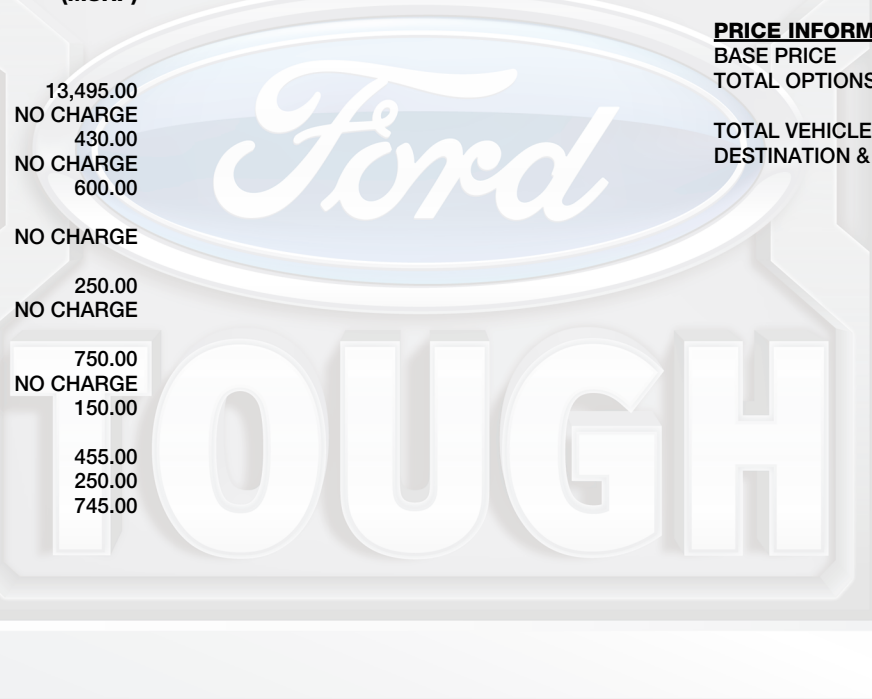 13,495.00
NO CHARGE
430.00
NO CHARGE
600.00
NO CHARGE
250.00
NO CHARGE
750.00
NO CHARGE
150.00
455.00
250.00
745.00
PRICE INFORM
BASE PRICE
TOTAL OPTIONS
TOTAL VEHICLE
DESTINATION &
Ford
TOUGH